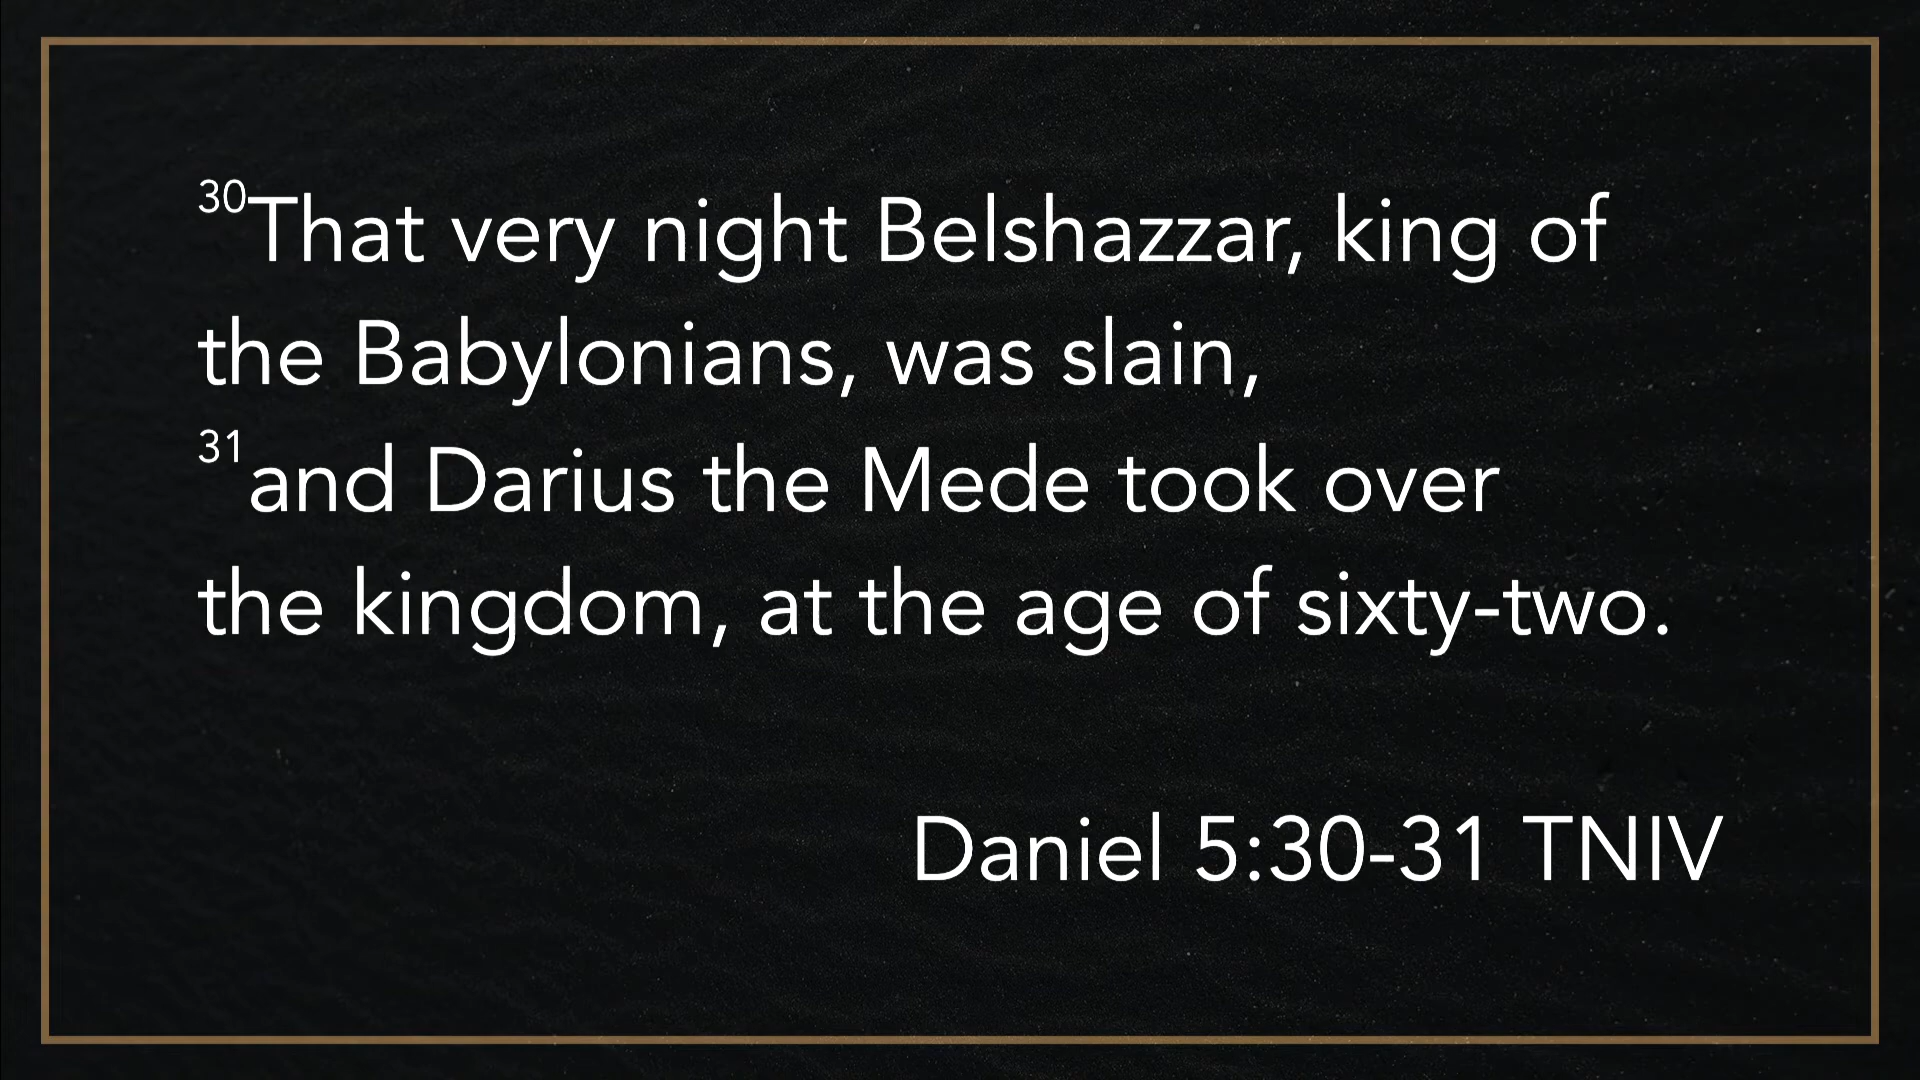 30That very night Belshazzar, king of
the Babylonians, was slain,
31and Darius the Mede took over
the kingdom, at the age of sixty-two.
Daniel 5:30-31 TNIV